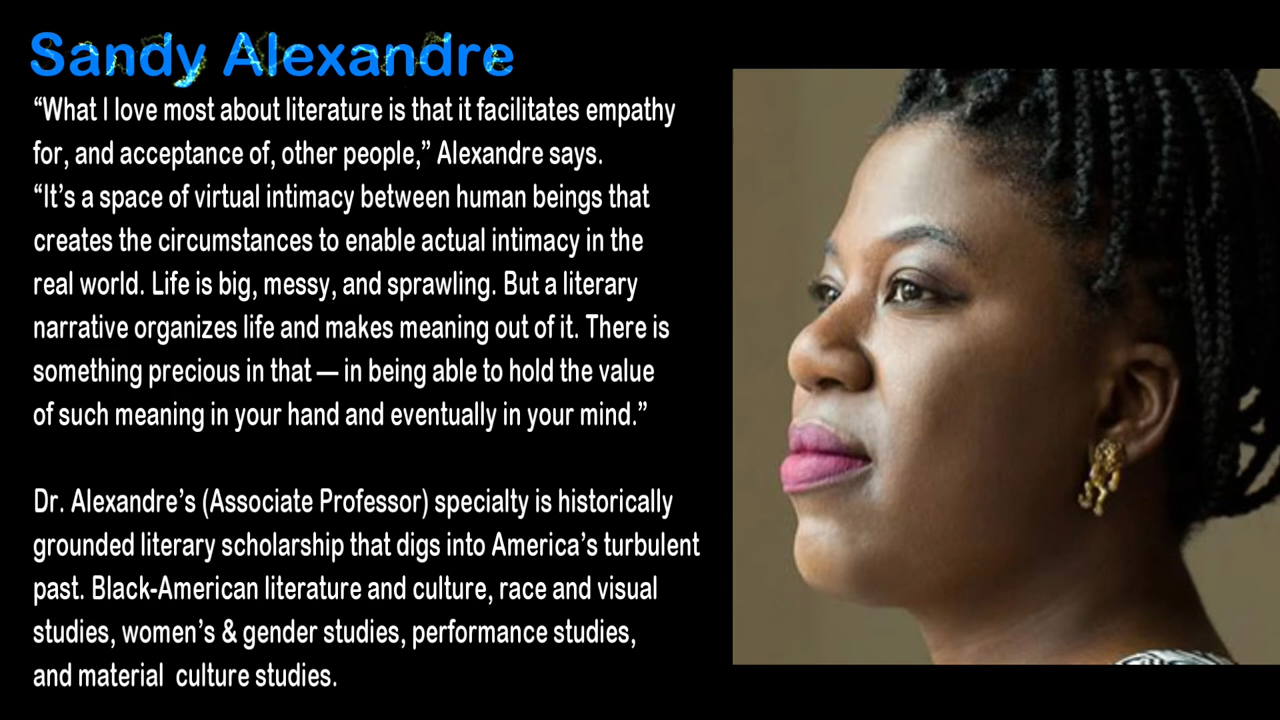 Sandy Alexandre
“What I love most about literature is that it facilitates empathy
for, and acceptance of, other people,” Alexandre says.
“It’s a space of virtual intimacy between human beings that
creates the circumstances to enable actual intimacy in the
real world. Life is big, messy, and sprawling. But a literary
narrative organizes life and makes meaning out of it. There is
something precious in that — in being able to hold the value
of such meaning in your hand and eventually in your mind.”
Dr. Alexandre’s (Associate Professor) specialty is historically
grounded literary scholarship that digs into America’s turbulent
past. Black-American literature and culture, race and visual
studies, women’s & gender studies, performance studies,
and material  culture studies.